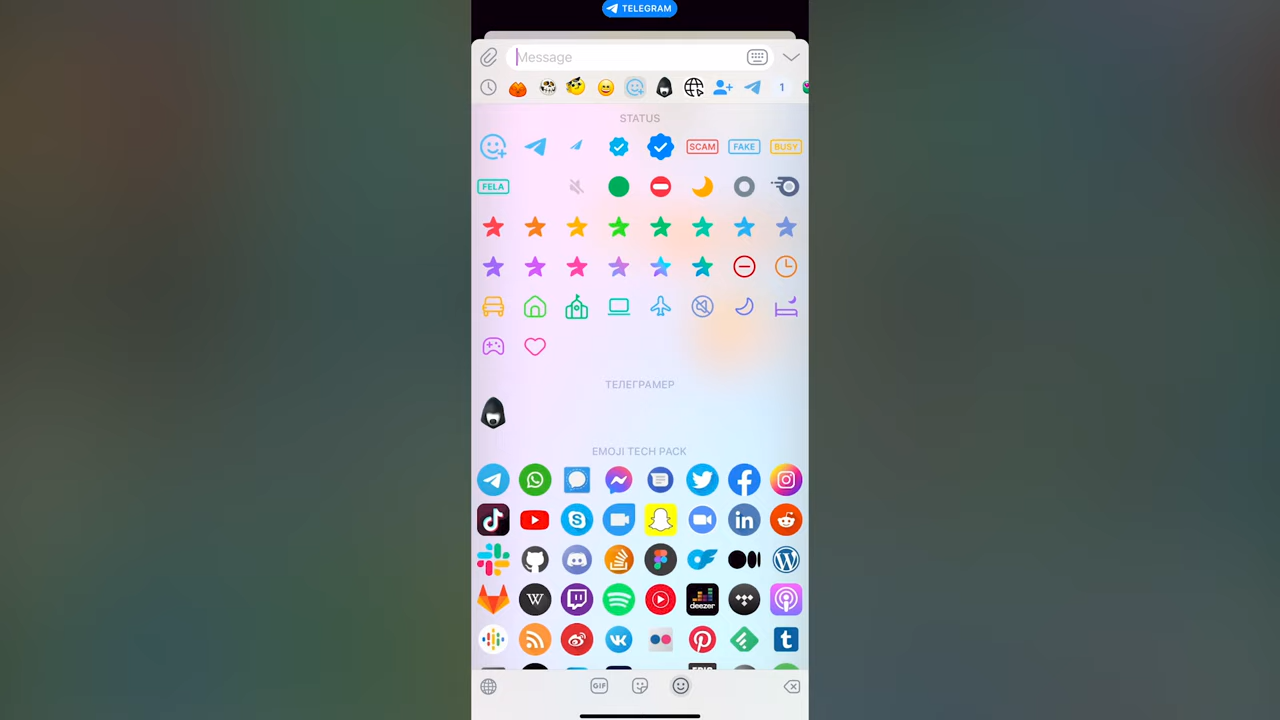 TELEGRAM
Message
1
STATUS
SCAM FAKE BUSY
FELA
ТЕЛЕГРАМЕР
EMOJI TECH PACK
in
W
deezer
t
GIF